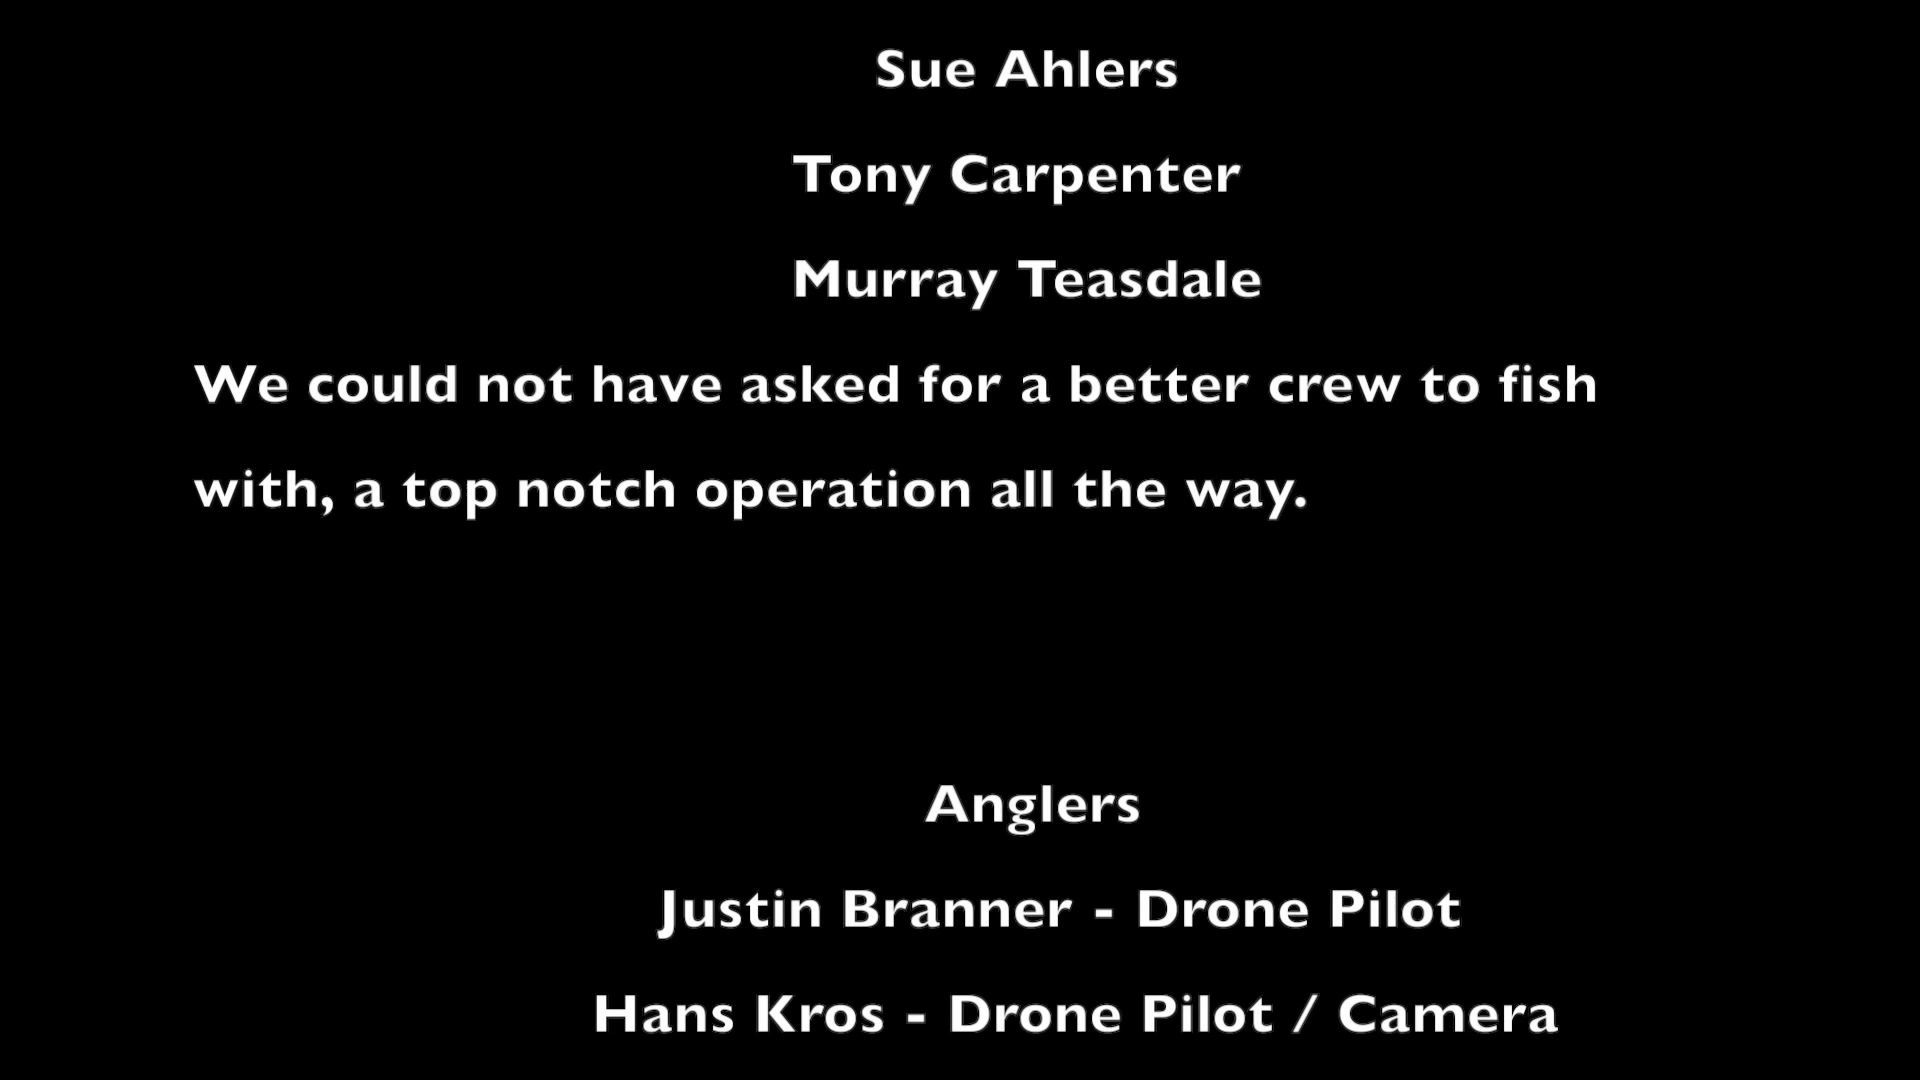 Sue Ahlers
Tony Carpenter
Murray Teasdale
We could not have asked for a better crew to fish
with, a top notch operation all the way.
Anglers
Justin Branner - Drone Pilot
Hans Kros - Drone Pilot / Camera